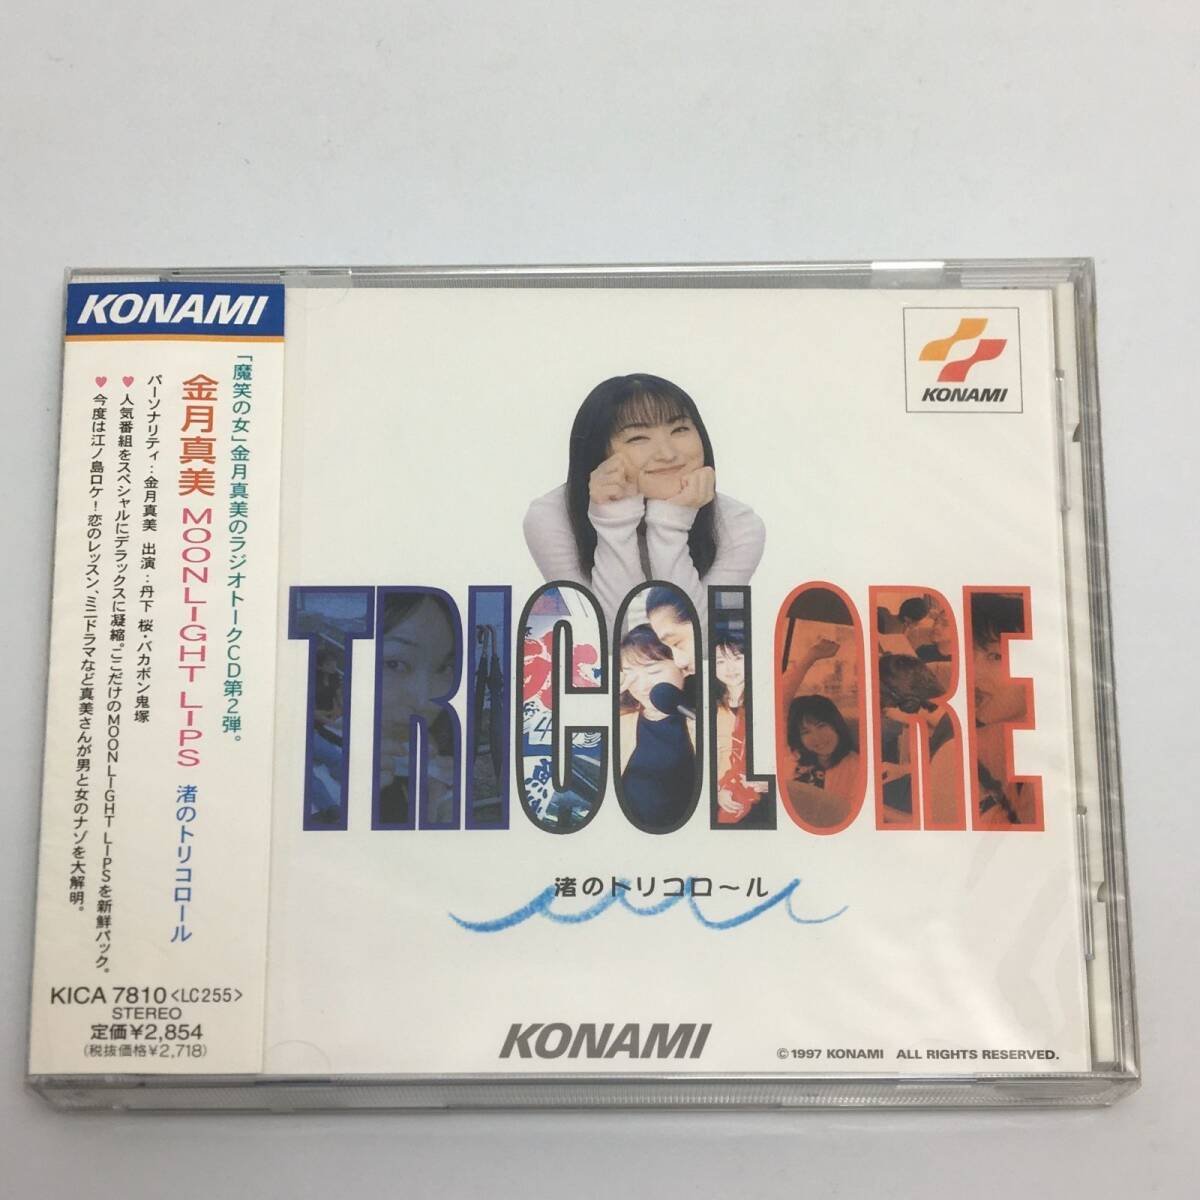 KONAMI
「魔笑の女」金月真美のラジオトークCD第2弾。
金月真美 MOONLIGHT LIPS 渚のトリコロール
パーソナリティ：金月真美 出演：丹下 桜・バカボン鬼塚
♥ 人気番組をスペシャルにデラックスに凝縮。ここだけのMOONLIGHT LIPSを新鮮パック。
♥ 今度は江ノ島ロケ！恋のレッスン、ミニドラマなど真美さんが男と女のナゾを大解明。
KICA 7810 <LC255>
STEREO
定価¥2,854
(税抜価格¥2,718)
KONAMI
TRICOLORE
渚のトリコロ～ル
KONAMI
©1997 KONAMI ALL RIGHTS RESERVED.